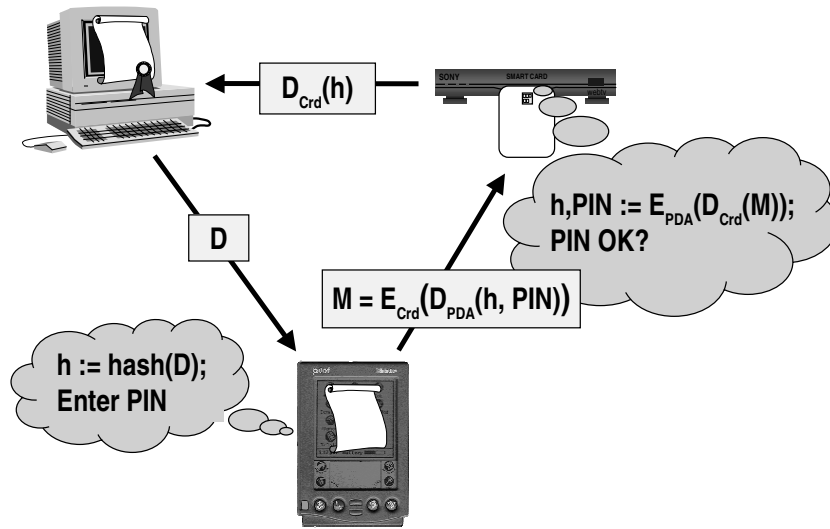 D_Crd(h)
SONY
SMART CARD
webtv
h,PIN := E_PDA(D_Crd(M));
PIN OK?
D
M = E_Crd(D_PDA(h, PIN))
h := hash(D);
Enter PIN